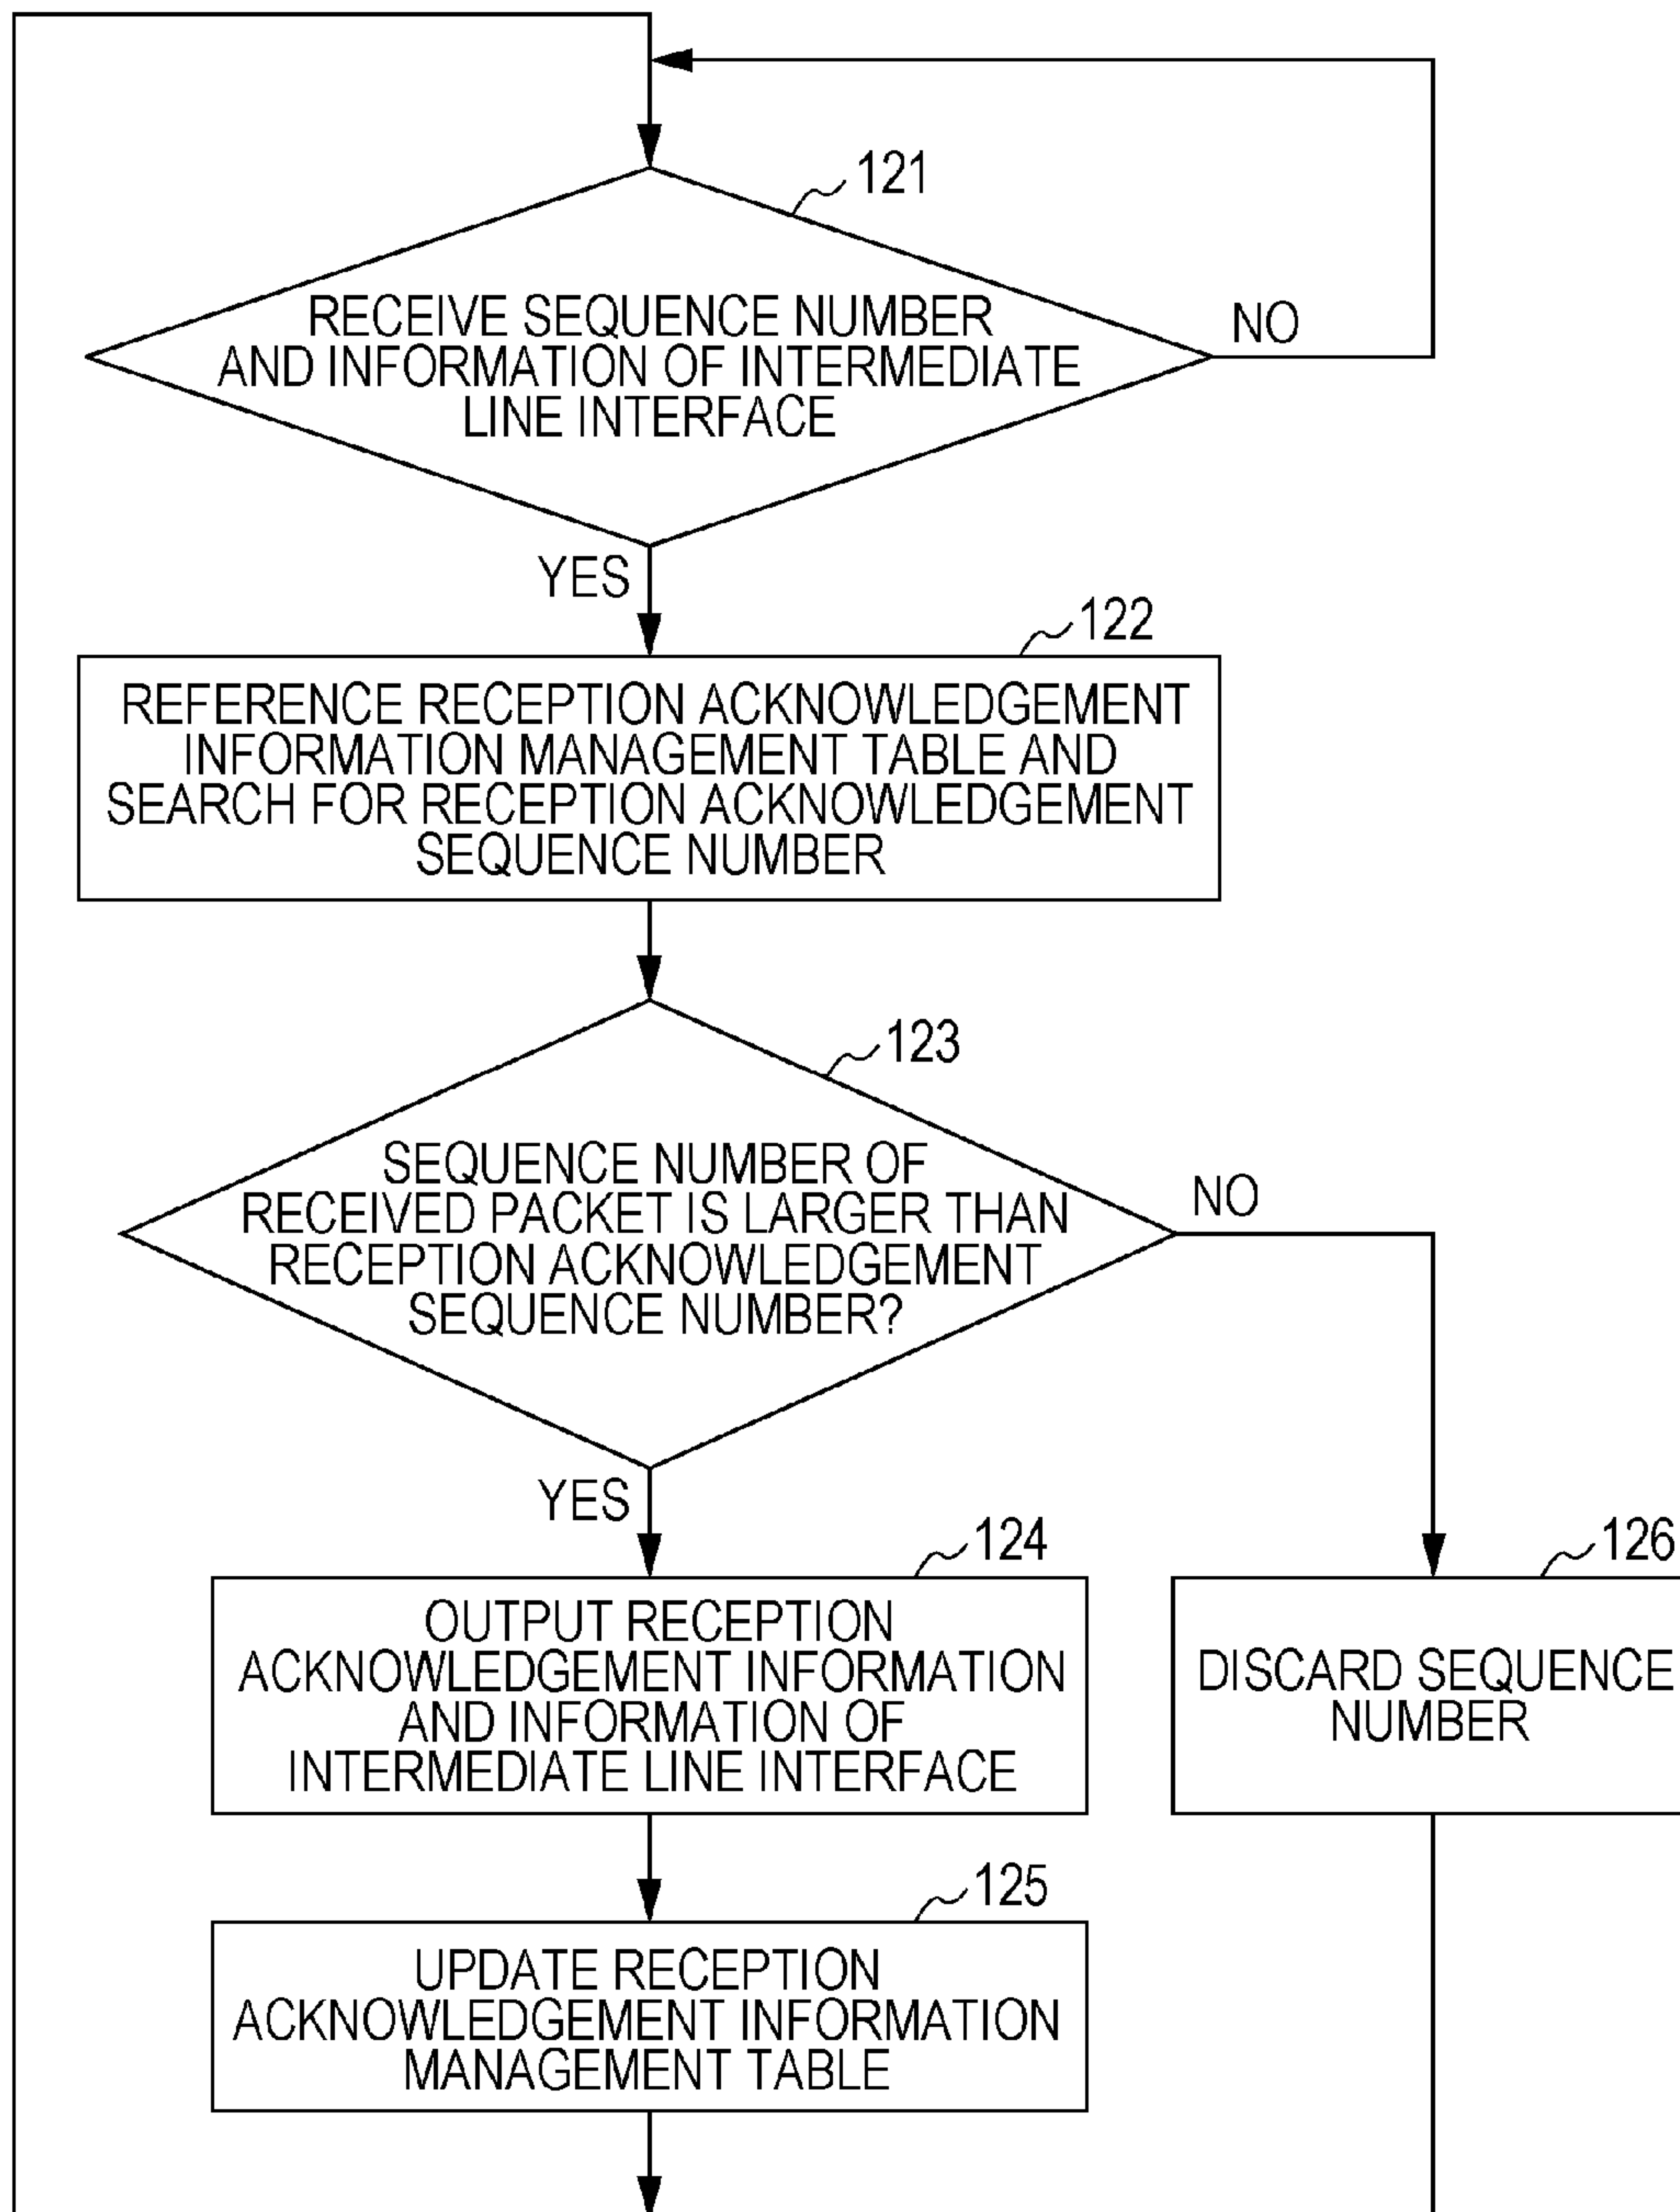 121
RECEIVE SEQUENCE NUMBER
AND INFORMATION OF INTERMEDIATE
LINE INTERFACE
NO
YES
122
REFERENCE RECEPTION ACKNOWLEDGEMENT
INFORMATION MANAGEMENT TABLE AND
SEARCH FOR RECEPTION ACKNOWLEDGEMENT
SEQUENCE NUMBER
123
SEQUENCE NUMBER OF
RECEIVED PACKET IS LARGER THAN
RECEPTION ACKNOWLEDGEMENT
SEQUENCE NUMBER?
NO
YES
124
OUTPUT RECEPTION
ACKNOWLEDGEMENT INFORMATION
AND INFORMATION OF
INTERMEDIATE LINE INTERFACE
126
DISCARD SEQUENCE
NUMBER
125
UPDATE RECEPTION
ACKNOWLEDGEMENT INFORMATION
MANAGEMENT TABLE